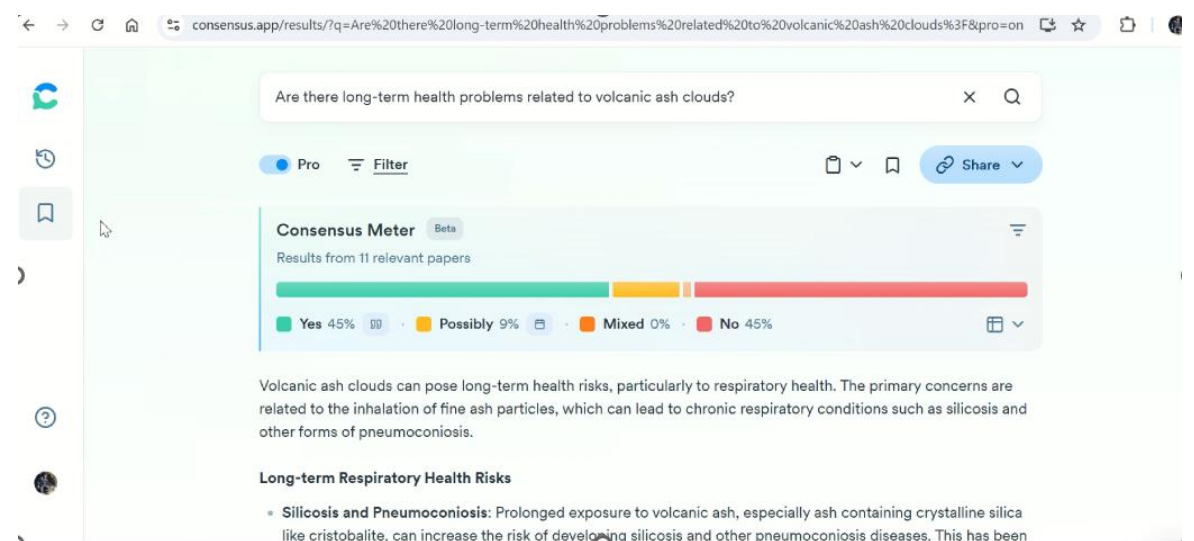 consensus.app/results/?q=Are%20there%20long-term%20health%20problems%20related%20to%20volcanic%20ash%20clouds%3F&pro=on
Are there long-term health problems related to volcanic ash clouds?
Pro Filter Share
Consensus Meter Beta
Results from 11 relevant papers
Yes 45% · Possibly 9% · Mixed 0% · No 45%
Volcanic ash clouds can pose long-term health risks, particularly to respiratory health. The primary concerns are
related to the inhalation of fine ash particles, which can lead to chronic respiratory conditions such as silicosis and
other forms of pneumoconiosis.
Long-term Respiratory Health Risks
• Silicosis and Pneumoconiosis: Prolonged exposure to volcanic ash, especially ash containing crystalline silica
like cristobalite, can increase the risk of developing silicosis and other pneumoconiosis diseases. This has been